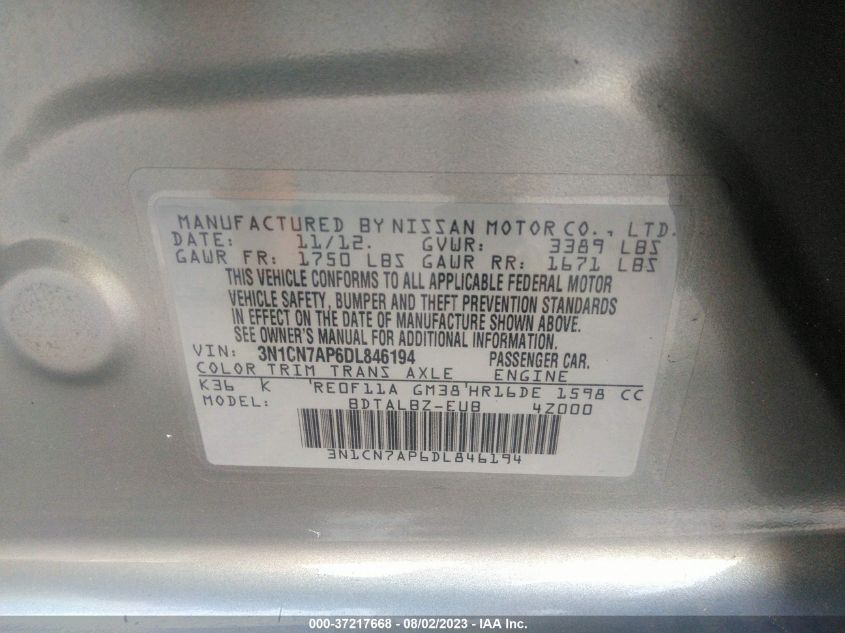 MANUFACTURED BY NISSAN MOTOR CO., LTD.
DATE: 11/12. GVWR: 3389 LBS
GAWR FR: 1750 LBS GAWR RR: 1671 LBS
THIS VEHICLE CONFORMS TO ALL APPLICABLE FEDERAL MOTOR
VEHICLE SAFETY, BUMPER AND THEFT PREVENTION STANDARDS
IN EFFECT ON THE DATE OF MANUFACTURE SHOWN ABOVE.
SEE OWNER'S MANUAL FOR ADDITIONAL INFORMATION
VIN: 3N1CN7AP6DL846194 PASSENGER CAR.
COLOR TRIM TRANS AXLE ENGINE
K36 K 'RE0F11A GM38'HR16DE 1598 CC
MODEL: BDTALBZ-EUB 4Z000
3N1CN7AP6DL846194
000-37217668 - 08/02/2023 - IAA Inc.